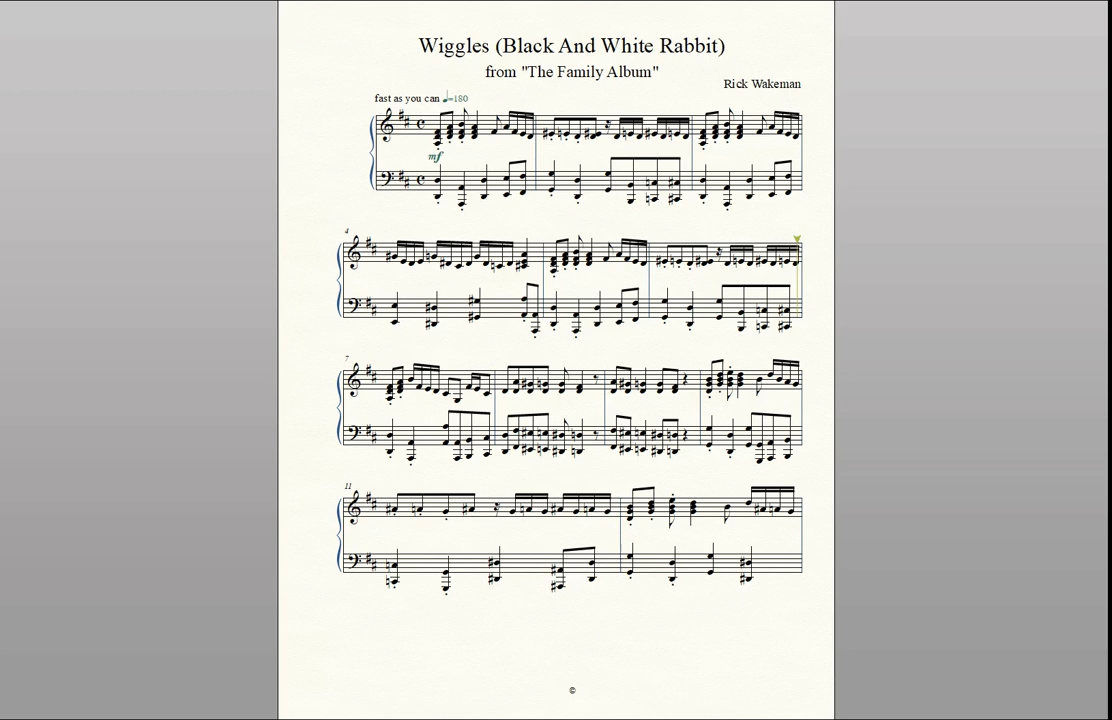 Wiggles (Black And White Rabbit)
from "The Family Album"
Rick Wakeman
fast as you can ♩=180
mf
4
7
11
©